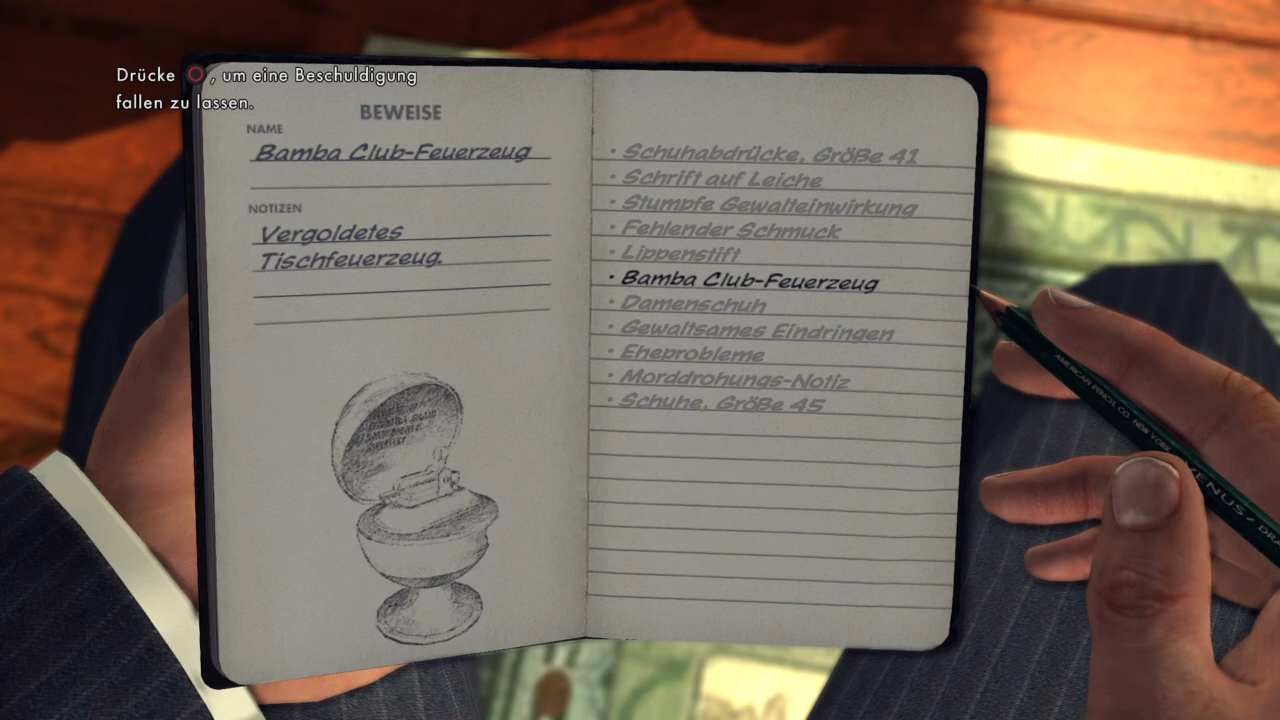 Drücke O, um eine Beschuldigung
fallen zu lassen.
BEWEISE
NAME
Bamba Club-Feuerzeug
NOTIZEN
Vergoldetes
Tischfeuerzeug.
· Schuhabdrücke, Größe 41
· Schrift auf Leiche
· Stumpfe Gewalteinwirkung
· Fehlender Schmuck
· Lippenstift
· Bamba Club-Feuerzeug
· Damenschuh
· Gewaltsames Eindringen
· Eheprobleme
· Morddrohungs-Notiz
· Schuhe, Größe 45
AMERICAN PENCIL CO. NEW YORK
VENUS / DRA